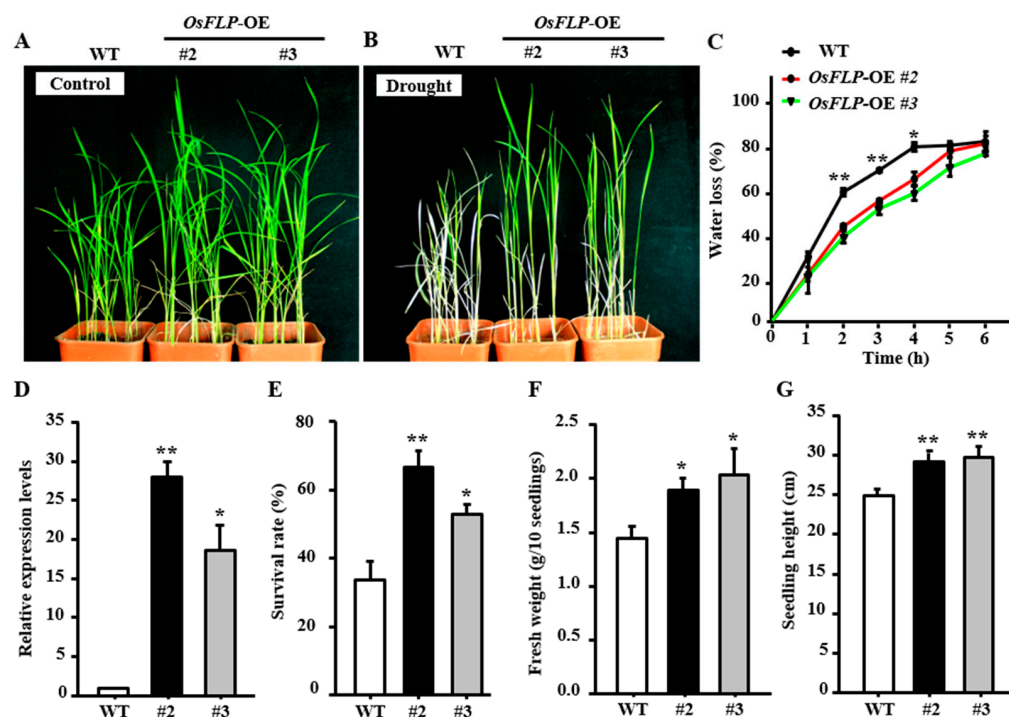 OsFLP-OE
A
WT
#2
#3
Control
OsFLP-OE
B
WT
#2
#3
Drought
C
WT
OsFLP-OE #2
OsFLP-OE #3
Water loss (%)
100
80
60
40
20
0
**
**
*
0 1 2 3 4 5 6
Time (h)
D
Relative expression levels
35
30
25
20
15
10
5
0
**
*
WT #2 #3
E
Survival rate (%)
80
60
40
20
0
**
*
WT #2 #3
F
Fresh weight (g/10 seedlings)
2.5
2.0
1.5
1.0
0.5
0.0
*
*
WT #2 #3
G
Seedling height (cm)
35
30
25
20
15
10
5
0
**
**
WT #2 #3